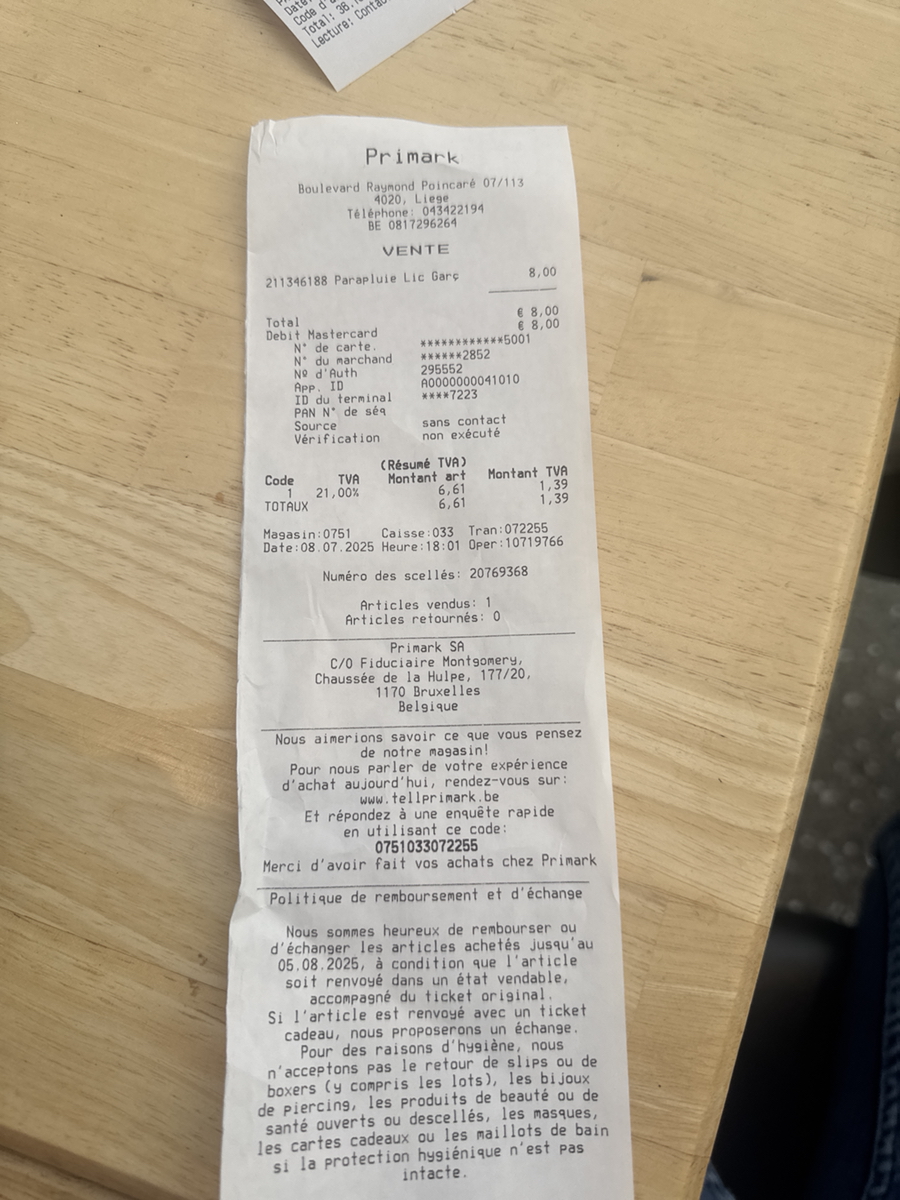 Code d'
Total: 36.
Lecture: Contac
Primark
Boulevard Raymond Poincaré 07/113
4020, Liege
Téléphone: 043422194
BE 0817296264
VENTE
211346188 Parapluie Lic Garç 8,00
Total € 8,00
Debit Mastercard € 8,00
N° de carte. ************5001
N° du marchand ******2852
Nº d'Auth 295552
App. ID A0000000041010
ID du terminal ****7223
PAN N° de séq
Source sans contact
Vérification non exécuté
(Résumé TVA)
Code TVA Montant art Montant TVA
1 21,00% 6,61 1,39
TOTAUX 6,61 1,39
Magasin:0751 Caisse:033 Tran:072255
Date:08.07.2025 Heure:18:01 Oper:10719766
Numéro des scellés: 20769368
Articles vendus: 1
Articles retournés: 0
Primark SA
C/O Fiduciaire Montgomery,
Chaussée de la Hulpe, 177/20,
1170 Bruxelles
Belgique
Nous aimerions savoir ce que vous pensez
de notre magasin!
Pour nous parler de votre expérience
d'achat aujourd'hui, rendez-vous sur:
www.tellprimark.be
Et répondez à une enquête rapide
en utilisant ce code:
0751033072255
Merci d'avoir fait vos achats chez Primark
Politique de remboursement et d'échange
Nous sommes heureux de rembourser ou
d'échanger les articles achetés jusqu'au
05.08.2025, à condition que l'article
soit renvoyé dans un état vendable,
accompagné du ticket original.
Si l'article est renvoyé avec un ticket
cadeau, nous proposerons un échange.
Pour des raisons d'hygiène, nous
n'acceptons pas le retour de slips ou de
boxers (y compris les lots), les bijoux
de piercing, les produits de beauté ou de
santé ouverts ou descellés, les masques,
les cartes cadeaux ou les maillots de bain
si la protection hygiénique n'est pas
intacte.